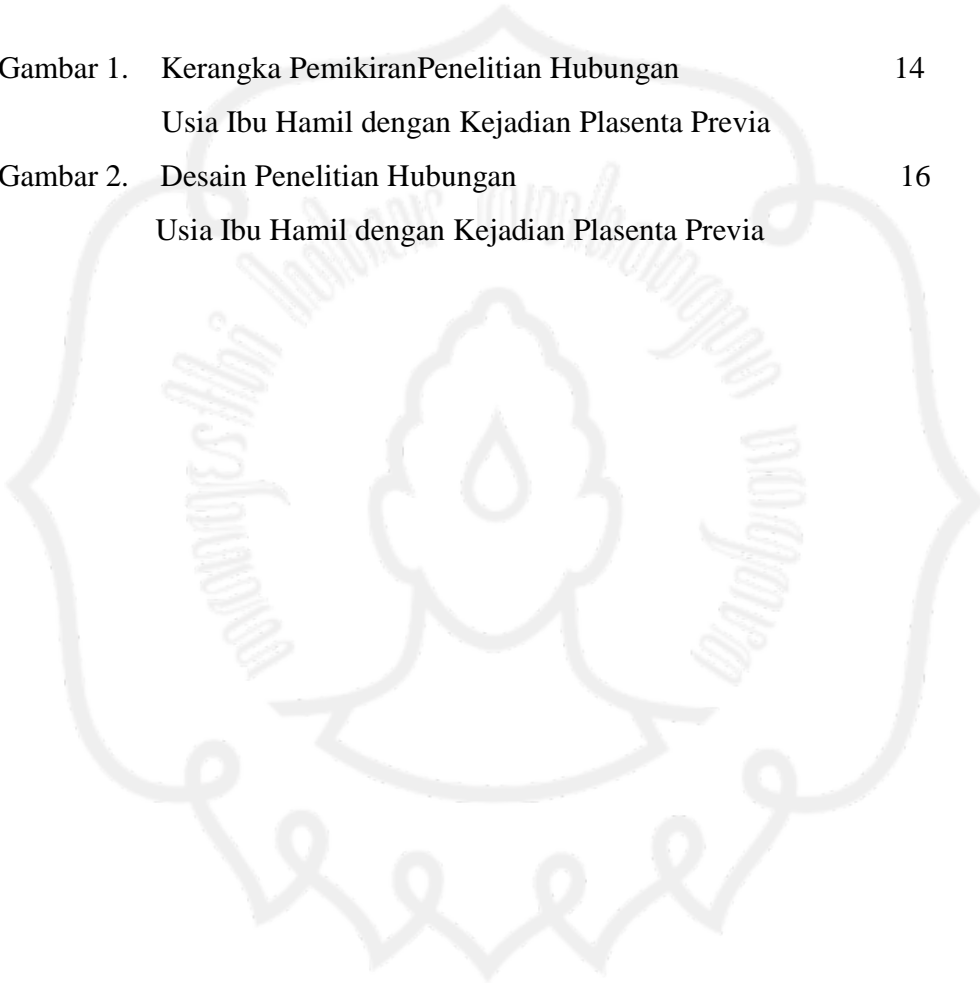 Gambar 1. Kerangka PemikiranPenelitian Hubungan 14
Usia Ibu Hamil dengan Kejadian Plasenta Previa
Gambar 2. Desain Penelitian Hubungan 16
Usia Ibu Hamil dengan Kejadian Plasenta Previa